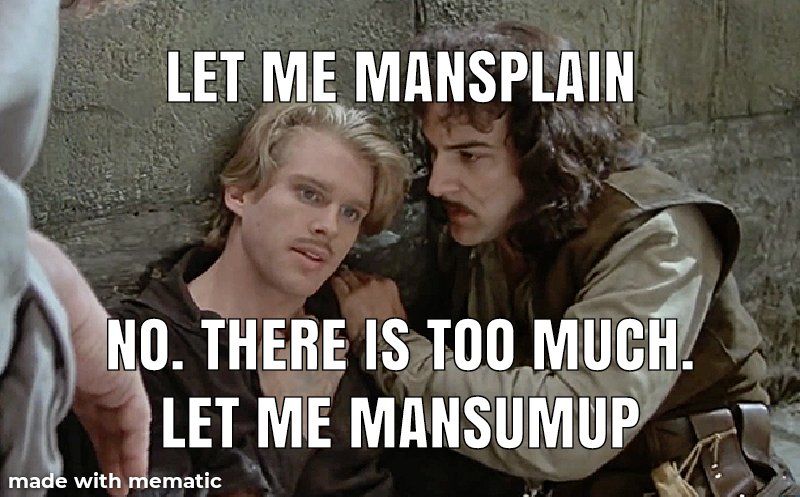 LET ME MANSPLAIN
NO. THERE IS TOO MUCH.
LET ME MANSUMUP
made with mematic